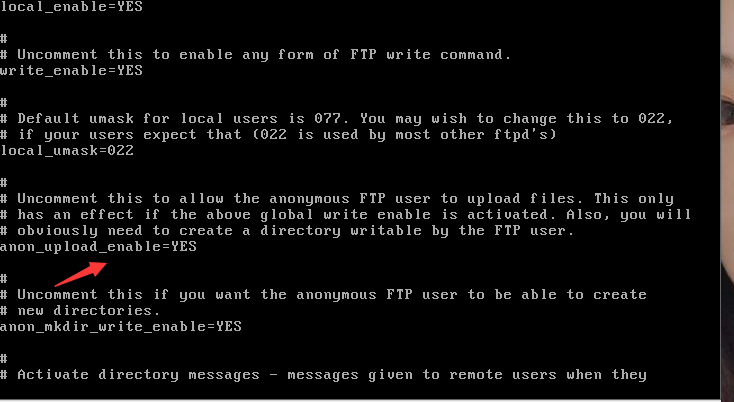 local_enable=YES
#
# Uncomment this to enable any form of FTP write command.
write_enable=YES
#
# Default umask for local users is 077. You may wish to change this to 022,
# if your users expect that (022 is used by most other ftpd's)
local_umask=022
#
# Uncomment this to allow the anonymous FTP user to upload files. This only
# has an effect if the above global write enable is activated. Also, you will
# obviously need to create a directory writable by the FTP user.
anon_upload_enable=YES
#
# Uncomment this if you want the anonymous FTP user to be able to create
# new directories.
anon_mkdir_write_enable=YES
#
# Activate directory messages - messages given to remote users when they